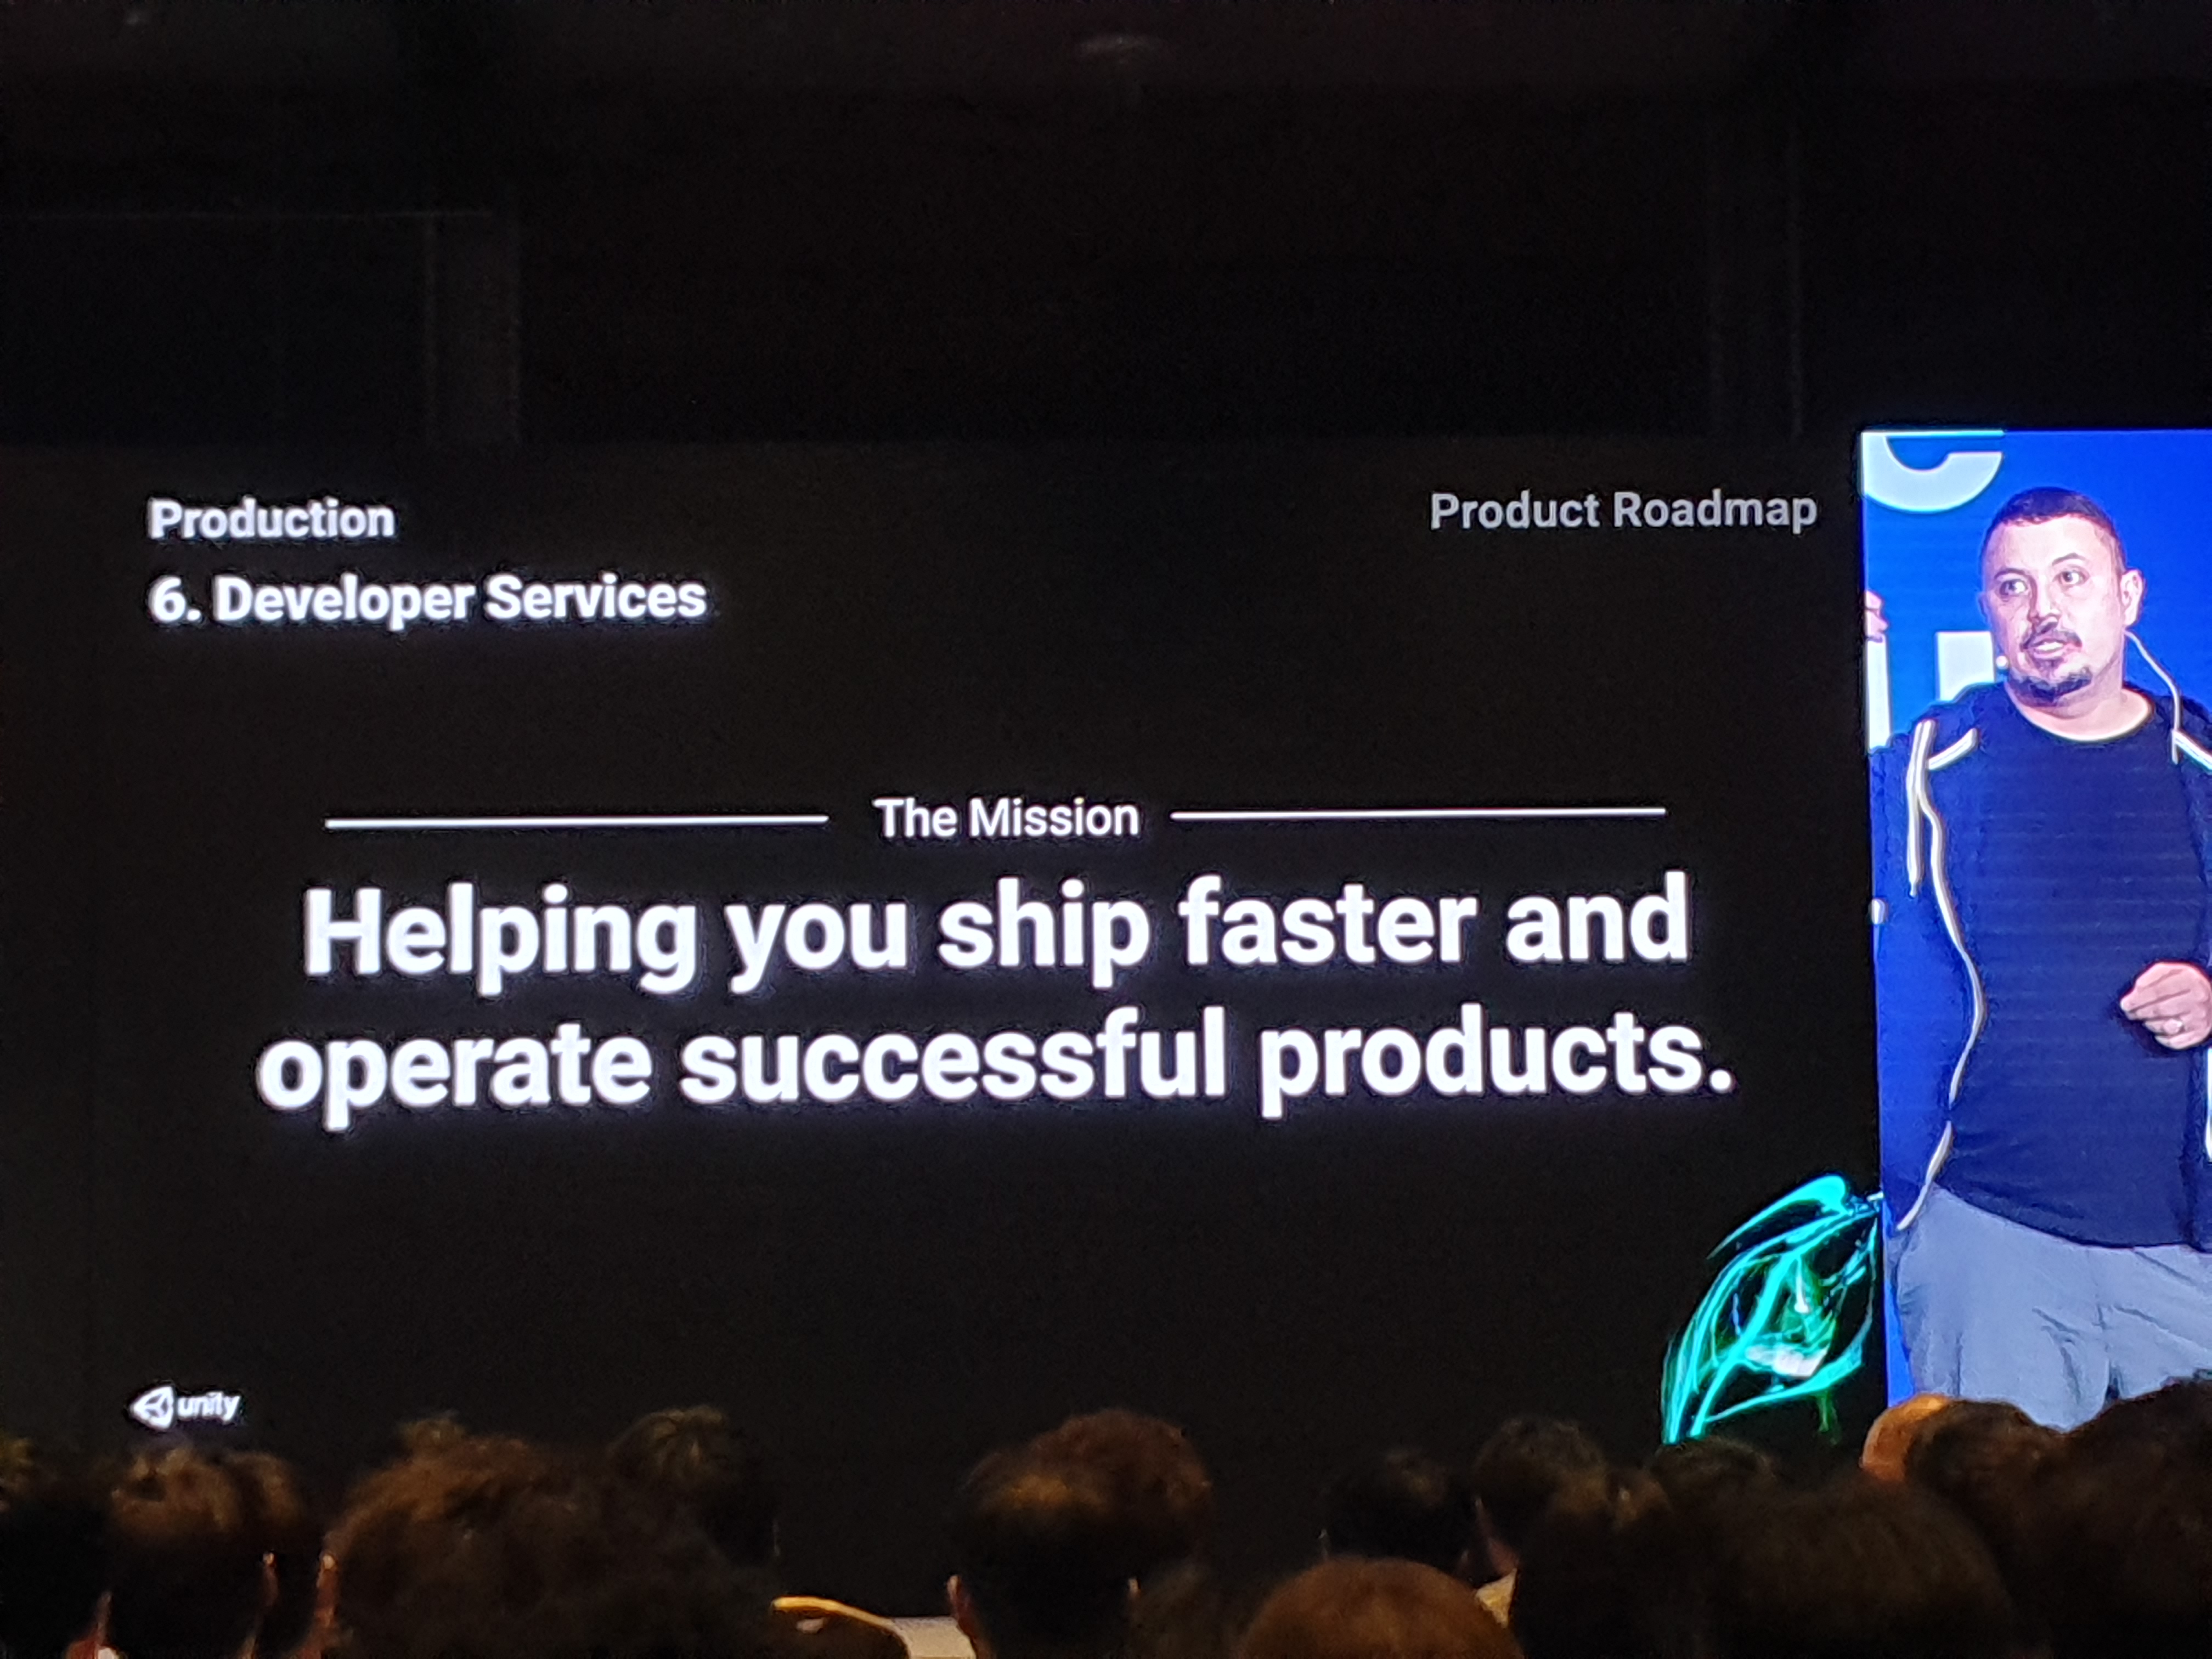 Production
Product Roadmap
6. Developer Services
The Mission
Helping you ship faster and
operate successful products.
unity